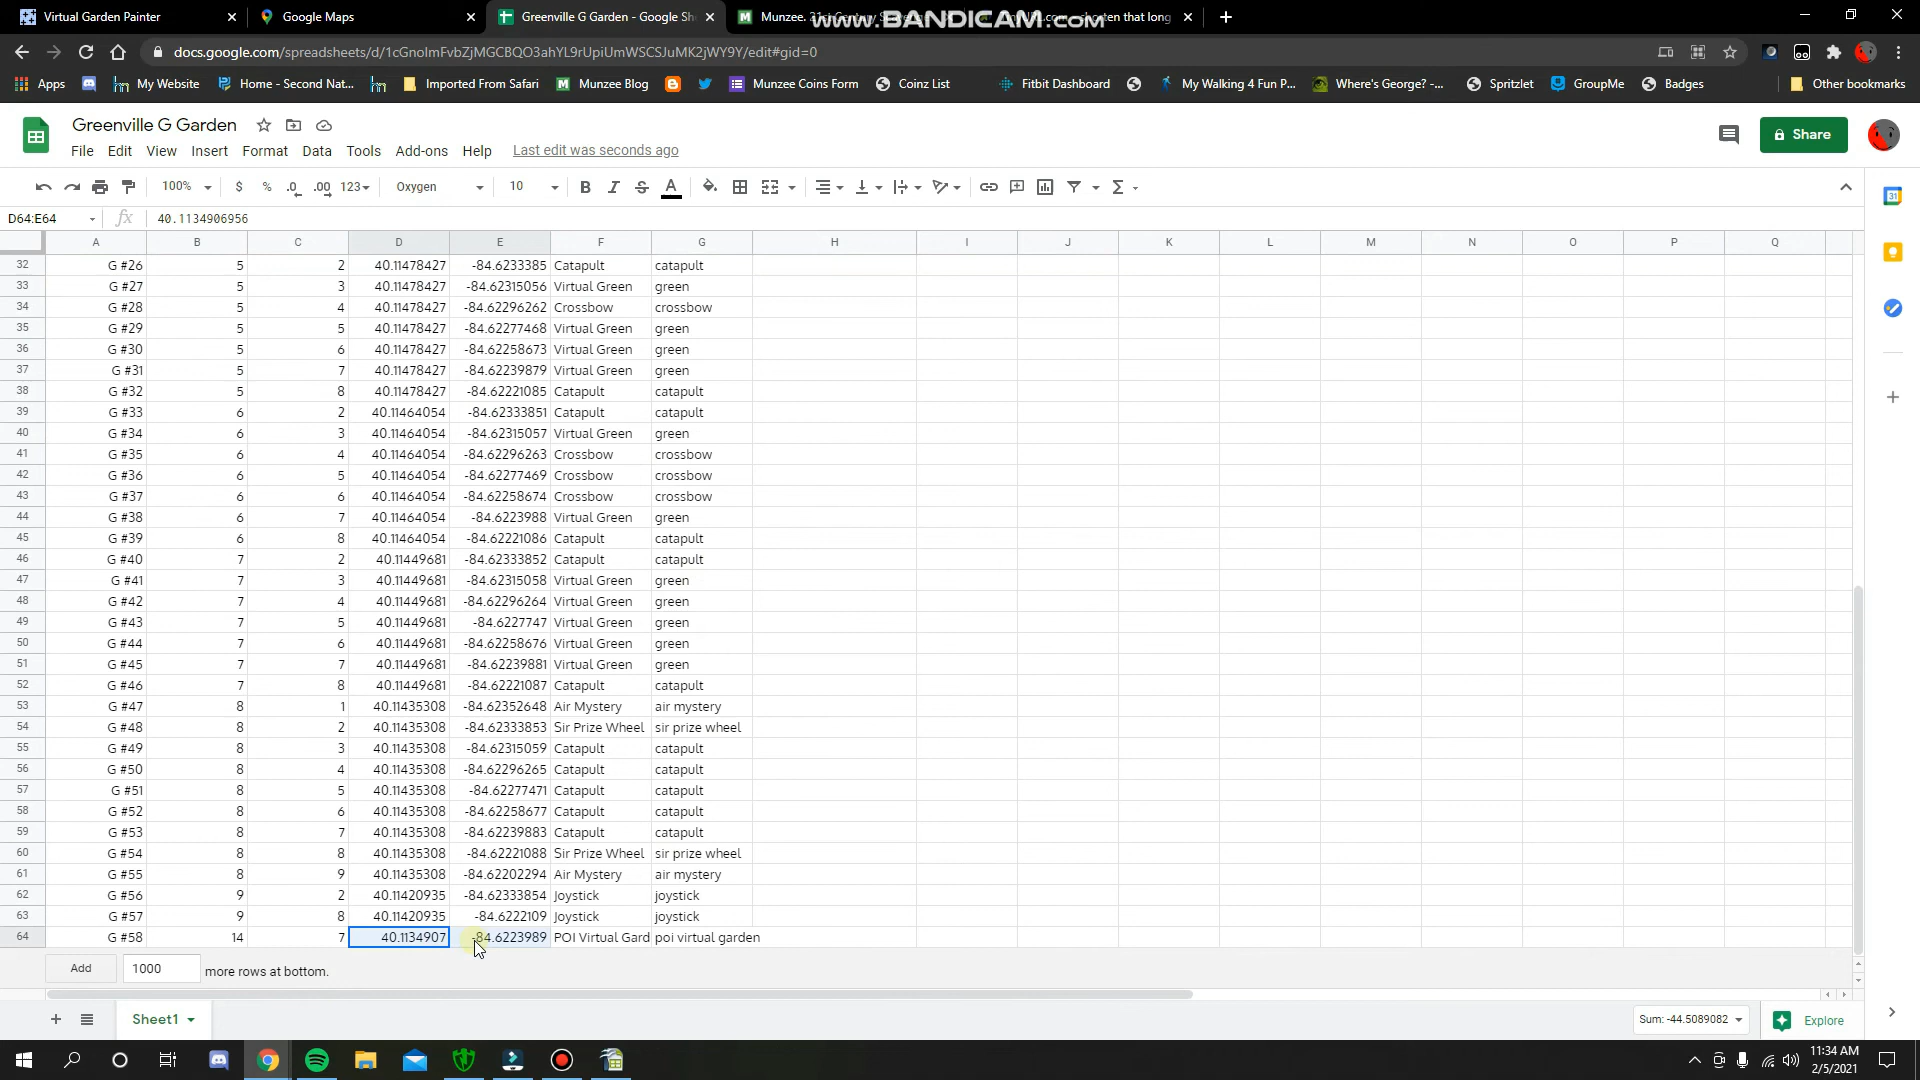 Virtual Garden Painter
Google Maps
Greenville G Garden - Google Sh
Munzee. 21st Century
shorten that long
www.BANDICAM.com
docs.google.com/spreadsheets/d/1cGnolmFvbZjMGCBQO3ahYL9rUpiUmWSCSJuMK2jWY9Y/edit#gid=0
Apps My Website Home - Second Nat... Imported From Safari Munzee Blog Munzee Coins Form Coinz List Fitbit Dashboard My Walking 4 Fun P... Where's George? -... Spritzlet GroupMe Badges Other bookmarks
Greenville G Garden
Share
File Edit View Insert Format Data Tools Add-ons Help Last edit was seconds ago
100% $ % .0 .00 123 Oxygen 10 B I S A
D64:E64 fx 40.1134906956
A B C D E F G H I J K L M N O P Q
32 G #26 5 2 40.11478427 -84.6233385 Catapult catapult
33 G #27 5 3 40.11478427 -84.62315056 Virtual Green green
34 G #28 5 4 40.11478427 -84.62296262 Crossbow crossbow
35 G #29 5 5 40.11478427 -84.62277468 Virtual Green green
36 G #30 5 6 40.11478427 -84.62258673 Virtual Green green
37 G #31 5 7 40.11478427 -84.62239879 Virtual Green green
38 G #32 5 8 40.11478427 -84.62221085 Catapult catapult
39 G #33 6 2 40.11464054 -84.62333851 Catapult catapult
40 G #34 6 3 40.11464054 -84.62315057 Virtual Green green
41 G #35 6 4 40.11464054 -84.62296263 Crossbow crossbow
42 G #36 6 5 40.11464054 -84.62277469 Crossbow crossbow
43 G #37 6 6 40.11464054 -84.62258674 Crossbow crossbow
44 G #38 6 7 40.11464054 -84.6223988 Virtual Green green
45 G #39 6 8 40.11464054 -84.62221086 Catapult catapult
46 G #40 7 2 40.11449681 -84.62333852 Catapult catapult
47 G #41 7 3 40.11449681 -84.62315058 Virtual Green green
48 G #42 7 4 40.11449681 -84.62296264 Virtual Green green
49 G #43 7 5 40.11449681 -84.6227747 Virtual Green green
50 G #44 7 6 40.11449681 -84.62258676 Virtual Green green
51 G #45 7 7 40.11449681 -84.62239881 Virtual Green green
52 G #46 7 8 40.11449681 -84.62221087 Catapult catapult
53 G #47 8 1 40.11435308 -84.62352648 Air Mystery air mystery
54 G #48 8 2 40.11435308 -84.62333853 Sir Prize Wheel sir prize wheel
55 G #49 8 3 40.11435308 -84.62315059 Catapult catapult
56 G #50 8 4 40.11435308 -84.62296265 Catapult catapult
57 G #51 8 5 40.11435308 -84.62277471 Catapult catapult
58 G #52 8 6 40.11435308 -84.62258677 Catapult catapult
59 G #53 8 7 40.11435308 -84.62239883 Catapult catapult
60 G #54 8 8 40.11435308 -84.62221088 Sir Prize Wheel sir prize wheel
61 G #55 8 9 40.11435308 -84.62202294 Air Mystery air mystery
62 G #56 9 2 40.11420935 -84.62333854 Joystick joystick
63 G #57 9 8 40.11420935 -84.6222109 Joystick joystick
64 G #58 14 7 40.1134907 -84.6223989 POI Virtual Gard poi virtual garden
Add 1000 more rows at bottom.
Sheet1
Sum: -44.5089082
Explore
11:34 AM
2/5/2021